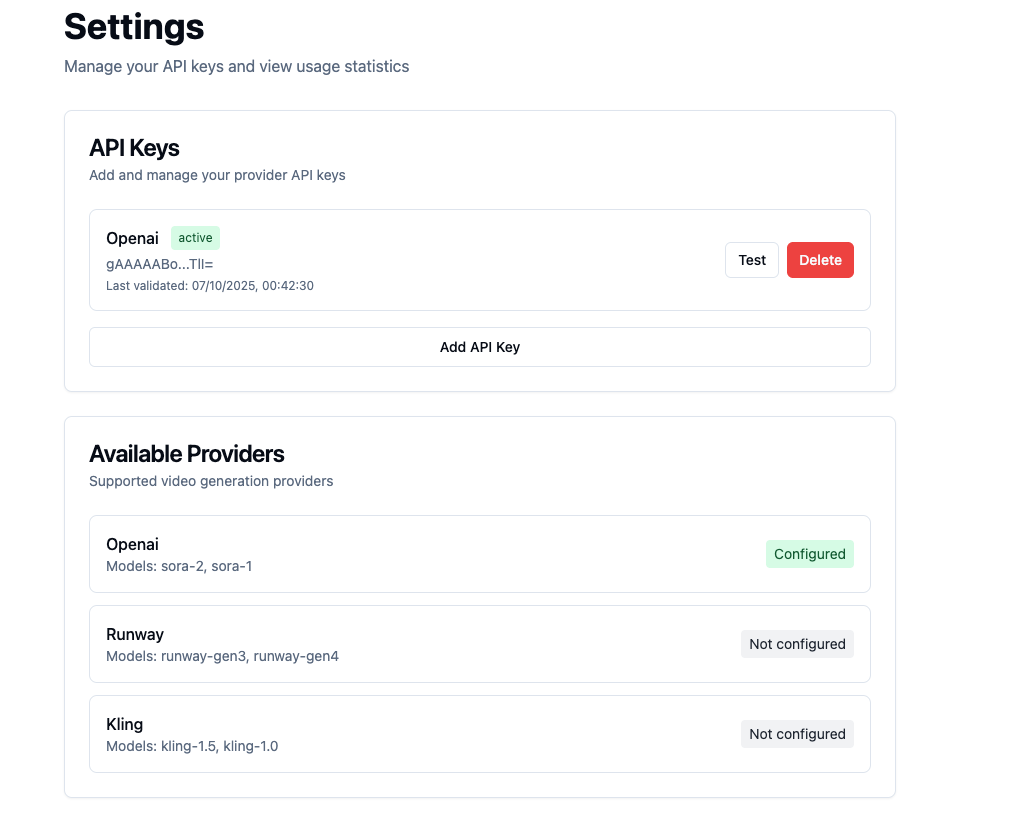 Settings
Manage your API keys and view usage statistics
API Keys
Add and manage your provider API keys
Openai active
gAAAAABo...TlI=
Last validated: 07/10/2025, 00:42:30
Test
Delete
Add API Key
Available Providers
Supported video generation providers
Openai
Models: sora-2, sora-1
Configured
Runway
Models: runway-gen3, runway-gen4
Not configured
Kling
Models: kling-1.5, kling-1.0
Not configured